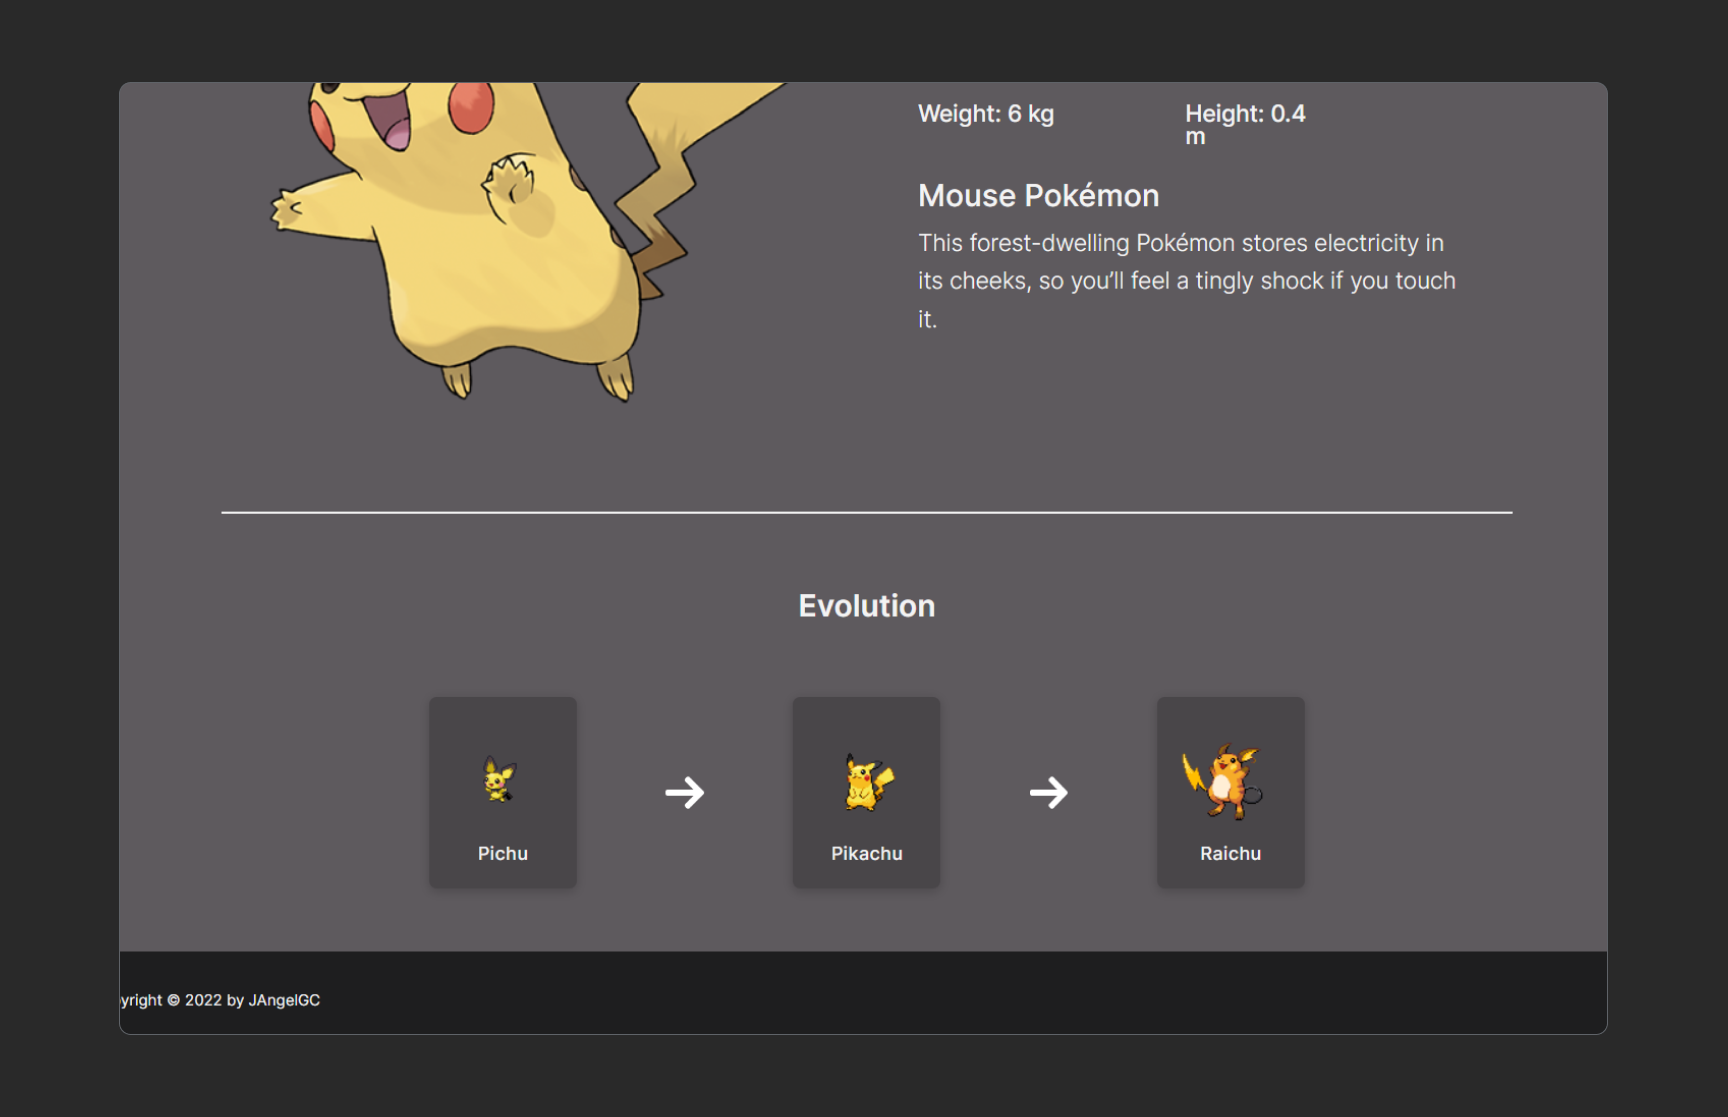 Weight: 6 kg
Height: 0.4
m
Mouse Pokémon
This forest-dwelling Pokémon stores electricity in
its cheeks, so you’ll feel a tingly shock if you touch
it.
Evolution
Pichu
Pikachu
Raichu
yright © 2022 by JAngelGC